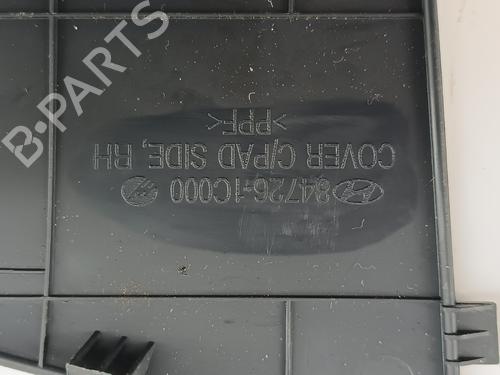 84726-1C000
COVER C/PAD SIDE, RH
>PPF<
B-PARTS